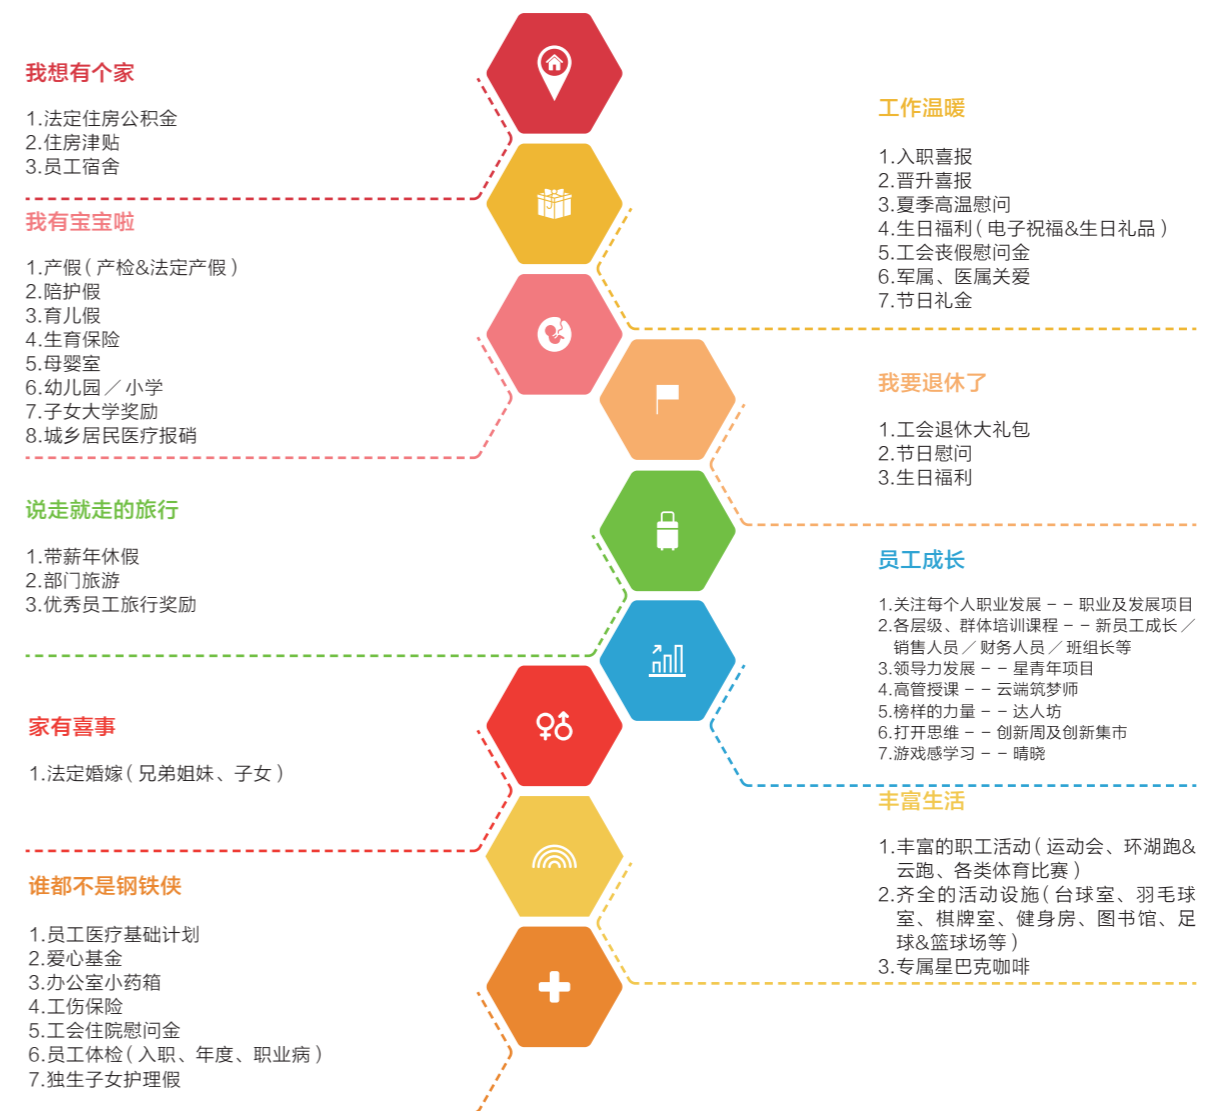 我想有个家
1.法定住房公积金
2.住房津贴
3.员工宿舍
我有宝宝啦
1.产假(产检&法定产假)
2.陪护假
3.育儿假
4.生育保险
5.母婴室
6.幼儿园／小学
7.子女大学奖励
8.城乡居民医疗报硝
说走就走的旅行
1.带薪年休假
2.部门旅游
3.优秀员工旅行奖励
家有喜事
1.法定婚嫁(兄弟姐妹、子女)
谁都不是钢铁侠
1.员工医疗基础计划
2.爱心基金
3.办公室小药箱
4.工伤保险
5.工会住院慰问金
6.员工体检(入职、年度、职业病)
7.独生子女护理假
工作温暖
1.入职喜报
2.晋升喜报
3.夏季高温慰问
4.生日福利(电子祝福&生日礼品)
5.工会丧假慰问金
6.军属、医属关爱
7.节日礼金
我要退休了
1.工会退休大礼包
2.节日慰问
3.生日福利
员工成长
1.关注每个人职业发展－－职业及发展项目
2.各层级、群体培训课程－－新员工成长／
销售人员／财务人员／班组长等
3.领导力发展－－星青年项目
4.高管授课－－云端筑梦师
5.榜样的力量－－达人坊
6.打开思维－－创新周及创新集市
7.游戏感学习－－晴晓
丰富生活
1.丰富的职工活动(运动会、环湖跑&
云跑、各类体育比赛)
2.齐全的活动设施(台球室、羽毛球
室、棋牌室、健身房、图书馆、足
球&篮球场等)
3.专属星巴克咖啡